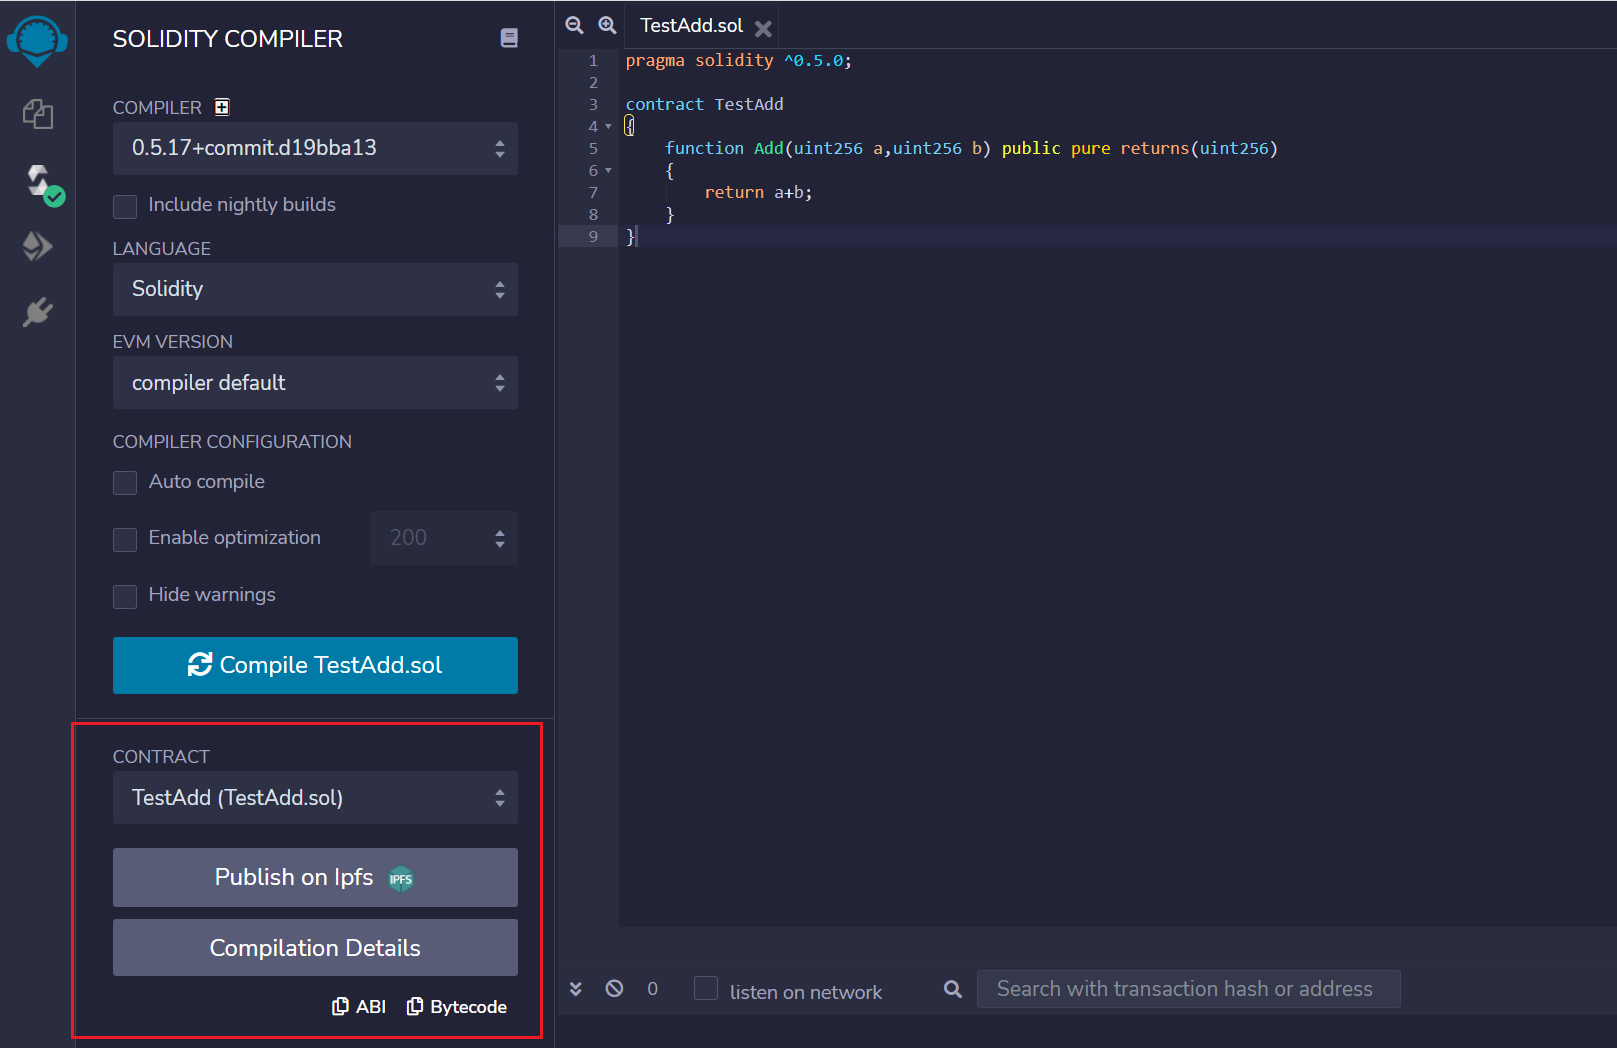 SOLIDITY COMPILER
COMPILER
0.5.17+commit.d19bba13
Include nightly builds
LANGUAGE
Solidity
EVM VERSION
compiler default
COMPILER CONFIGURATION
Auto compile
Enable optimization 200
Hide warnings
Compile TestAdd.sol
CONTRACT
TestAdd (TestAdd.sol)
Publish on Ipfs IPFS
Compilation Details
ABI Bytecode
TestAdd.sol
1 pragma solidity ^0.5.0;
2
3 contract TestAdd
4 {
5 function Add(uint256 a,uint256 b) public pure returns(uint256)
6 {
7 return a+b;
8 }
9 }
0 listen on network Search with transaction hash or address